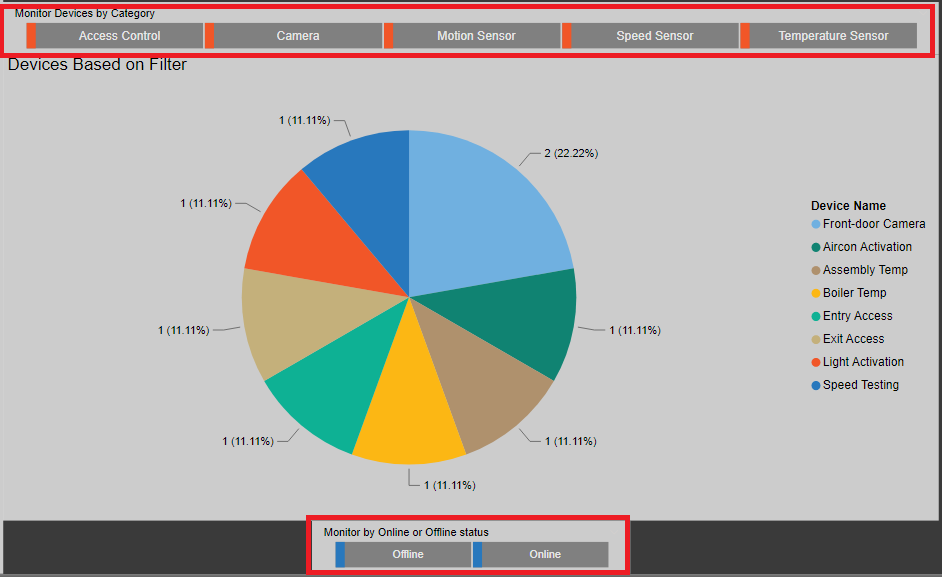 Monitor Devices by Category
Access Control Camera Motion Sensor Speed Sensor Temperature Sensor
Devices Based on Filter
1 (11.11%)
2 (22.22%)
1 (11.11%)
Device Name
Front-door Camera
Aircon Activation
Assembly Temp
Boiler Temp
Entry Access
Exit Access
Light Activation
Speed Testing
1 (11.11%)
1 (11.11%)
1 (11.11%)
1 (11.11%)
1 (11.11%)
Monitor by Online or Offline status
Offline Online